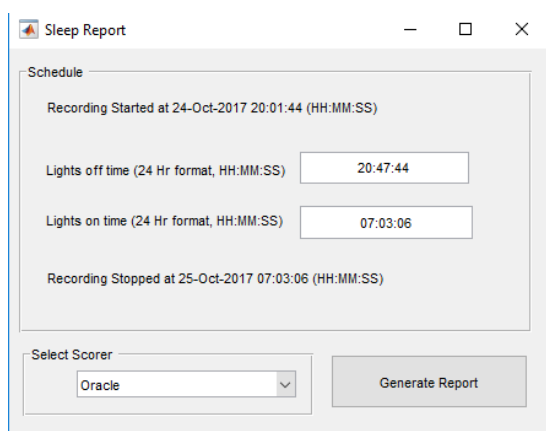 Sleep Report
Schedule
Recording Started at 24-Oct-2017 20:01:44 (HH:MM:SS)
Lights off time (24 Hr format, HH:MM:SS) 20:47:44
Lights on time (24 Hr format, HH:MM:SS) 07:03:06
Recording Stopped at 25-Oct-2017 07:03:06 (HH:MM:SS)
Select Scorer
Oracle
Generate Report